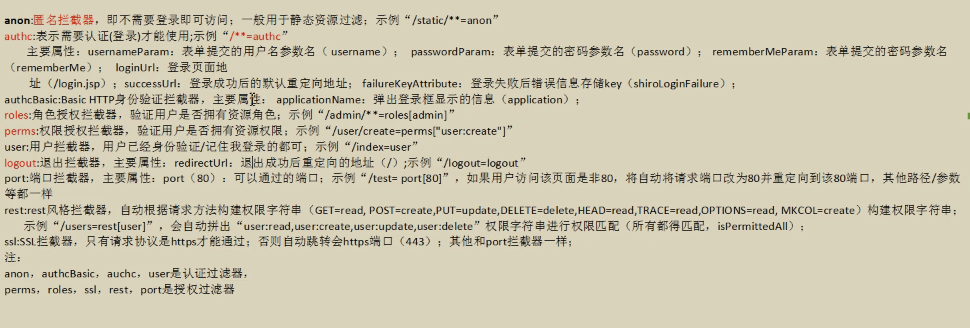 anon:匿名拦截器，即不需要登录即可访问；一般用于静态资源过滤；示例“/static/**=anon”
authc:表示需要认证(登录)才能使用;示例“/**=authc”
主要属性：usernameParam：表单提交的用户名参数名（ username）； passwordParam：表单提交的密码参数名（password）； rememberMeParam：表单提交的密码参数名
（rememberMe）； loginUrl：登录页面地
址（/login.jsp）；successUrl：登录成功后的默认重定向地址； failureKeyAttribute：登录失败后错误信息存储key（shiroLoginFailure）；
authcBasic:Basic HTTP身份验证拦截器，主要属性： applicationName：弹出登录框显示的信息（application）；
roles:角色授权拦截器，验证用户是否拥有资源角色；示例“/admin/**=roles[admin]”
perms:权限授权拦截器，验证用户是否拥有资源权限；示例“/user/create=perms["user:create"]”
user:用户拦截器，用户已经身份验证/记住我登录的都可；示例“/index=user”
logout:退出拦截器，主要属性：redirectUrl：退出成功后重定向的地址（/）;示例“/logout=logout”
port:端口拦截器，主要属性：port（80）：可以通过的端口；示例“/test= port[80]”，如果用户访问该页面是非80，将自动将请求端口改为80并重定向到该80端口，其他路径/参数
等都一样
rest:rest风格拦截器，自动根据请求方法构建权限字符串（GET=read, POST=create,PUT=update,DELETE=delete,HEAD=read,TRACE=read,OPTIONS=read, MKCOL=create）构建权限字符串；
示例“/users=rest[user]”，会自动拼出“user:read,user:create,user:update,user:delete”权限字符串进行权限匹配（所有都得匹配，isPermittedAll）；
ssl:SSL拦截器，只有请求协议是https才能通过；否则自动跳转会https端口（443）；其他和port拦截器一样；
注：
anon，authcBasic，auchc，user是认证过滤器，
perms，roles，ssl，rest，port是授权过滤器